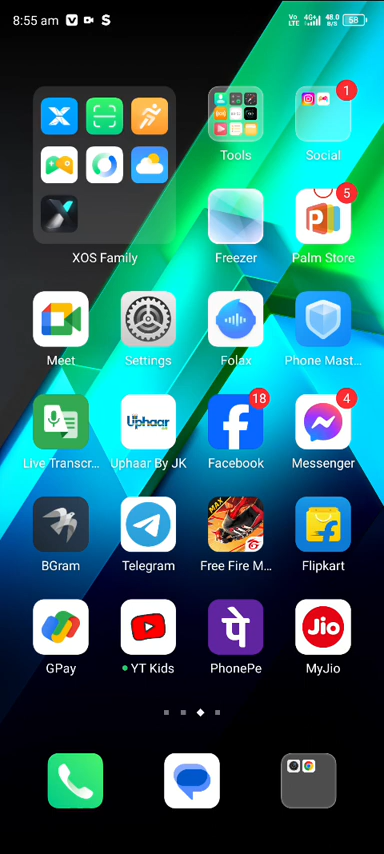 8:55 am
Vo LTE 4G+ 48.0 B/S 58
1
Tools
Social
5
XOS Family
Freezer
Palm Store
Meet
Settings
Folax
Phone Mast...
18
4
Uphaar
Live Transcr...
Uphaar By JK
Facebook
Messenger
MAX
BGram
Telegram
Free Fire M...
Flipkart
पे
Jio
GPay
YT Kids
PhonePe
MyJio